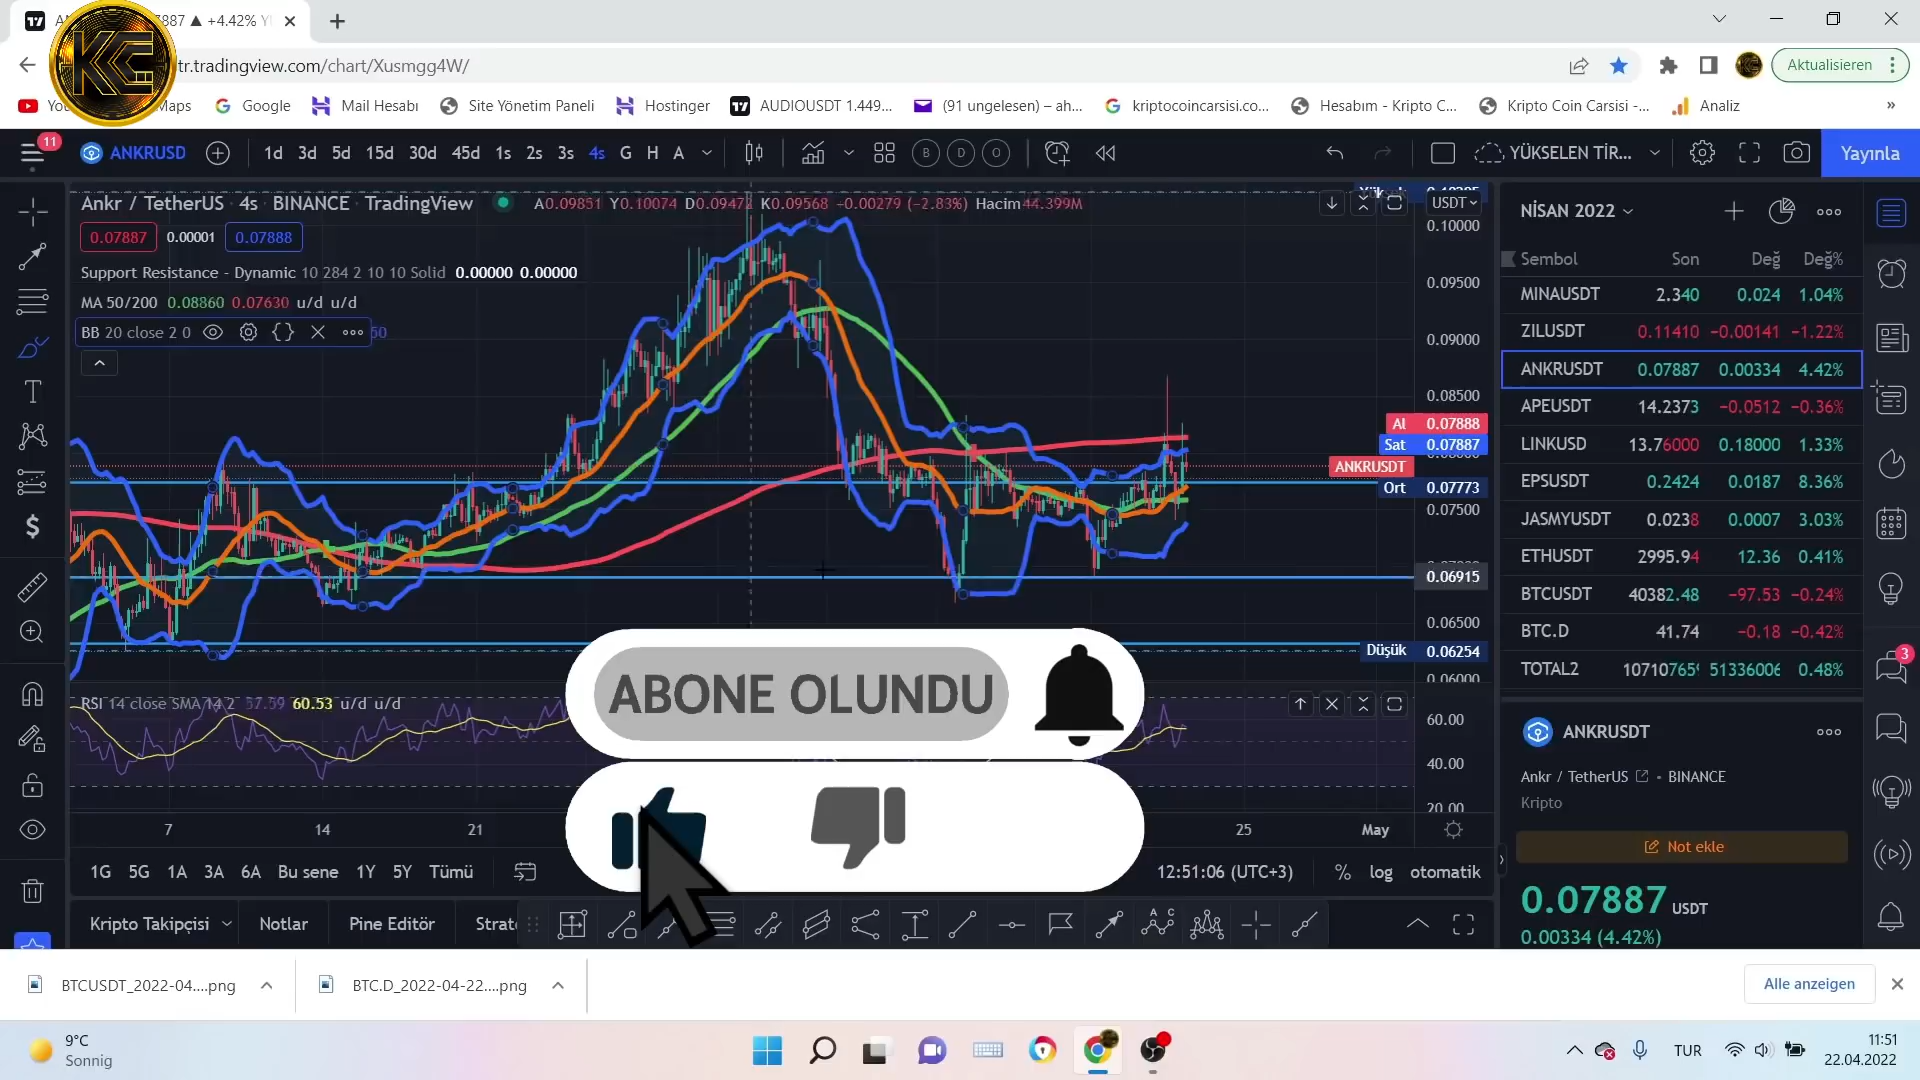 7887 ▲ +4.42%
KE
tr.tradingview.com/chart/Xusmgg4W/
Aktualisieren
Maps
Google
Mail Hesabı
Site Yönetim Paneli
Hostinger
AUDIOUSDT 1.449...
(91 ungelesen) – ah...
kriptocoincarsisi.co...
Hesabım - Kripto C...
Kripto Coin Carsisi -...
Analiz
»
11
ANKRUSD
1d 3d 5d 15d 30d 45d 1s 2s 3s 4s G H A
B D O
YÜKSELEN TİR...
Yayınla
Ankr / TetherUS · 4s · BINANCE · TradingView
A0.09851 Y0.10074 D0.09472 K0.09568 −0.00279 (−2.83%) Hacim44.399M
0.07887 0.00001 0.07888
Support Resistance - Dynamic 10 284 2 10 10 Solid 0.00000 0.00000
MA 50/200 0.08860 0.07630 u/d u/d
BB 20 close 2 0
USDT
0.10000
0.09500
0.09000
0.08500
Al 0.07888
Sat 0.07887
ANKRUSDT
Ort 0.07773
0.07500
0.06915
0.06500
Düşük 0.06254
0.06000
RSI 14 close SMA 14 2 57.59 60.53 u/d u/d
60.00
40.00
20.00
ABONE OLUNDU
7 14 21 25 May
1G 5G 1A 3A 6A Bu sene 1Y 5Y Tümü
12:51:06 (UTC+3)
% log otomatik
Kripto Takipçisi
Notlar
Pine Editör
Strat
NİSAN 2022
Sembol Son Değ Değ%
MINAUSDT 2.340 0.024 1.04%
ZILUSDT 0.11410 −0.00141 −1.22%
ANKRUSDT 0.07887 0.00334 4.42%
APEUSDT 14.2373 −0.0512 −0.36%
LINKUSD 13.76000 0.18000 1.33%
EPSUSDT 0.2424 0.0187 8.36%
JASMYUSDT 0.0238 0.0007 3.03%
ETHUSDT 2995.94 12.36 0.41%
BTCUSDT 40382.48 −97.53 −0.24%
BTC.D 41.74 −0.18 −0.42%
TOTAL2 10710765 51336006 0.48%
3
ANKRUSDT
Ankr / TetherUS • BINANCE
Kripto
Not ekle
0.07887 USDT
0.00334 (4.42%)
BTCUSDT_2022-04....png
BTC.D_2022-04-22....png
Alle anzeigen
9°C
Sonnig
TUR
11:51
22.04.2022